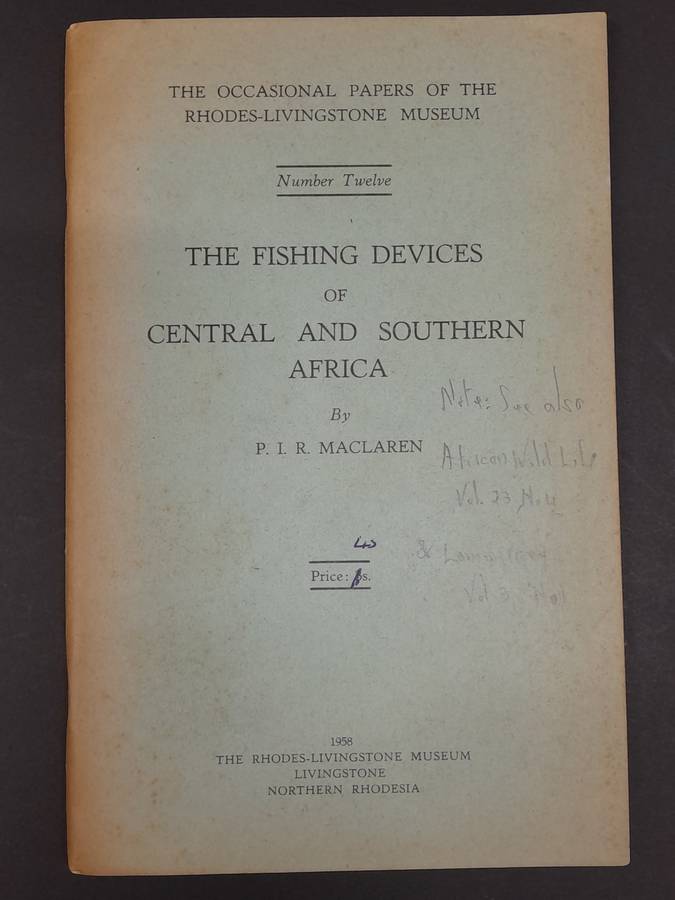 THE OCCASIONAL PAPERS OF THE
RHODES-LIVINGSTONE MUSEUM
Number Twelve
THE FISHING DEVICES
OF
CENTRAL AND SOUTHERN
AFRICA
By
P. I. R. MACLAREN
Note: See also
African Wild Life
Vol. 23 No 4
&
Vol 3
Price: s.
1958
THE RHODES-LIVINGSTONE MUSEUM
LIVINGSTONE
NORTHERN RHODESIA